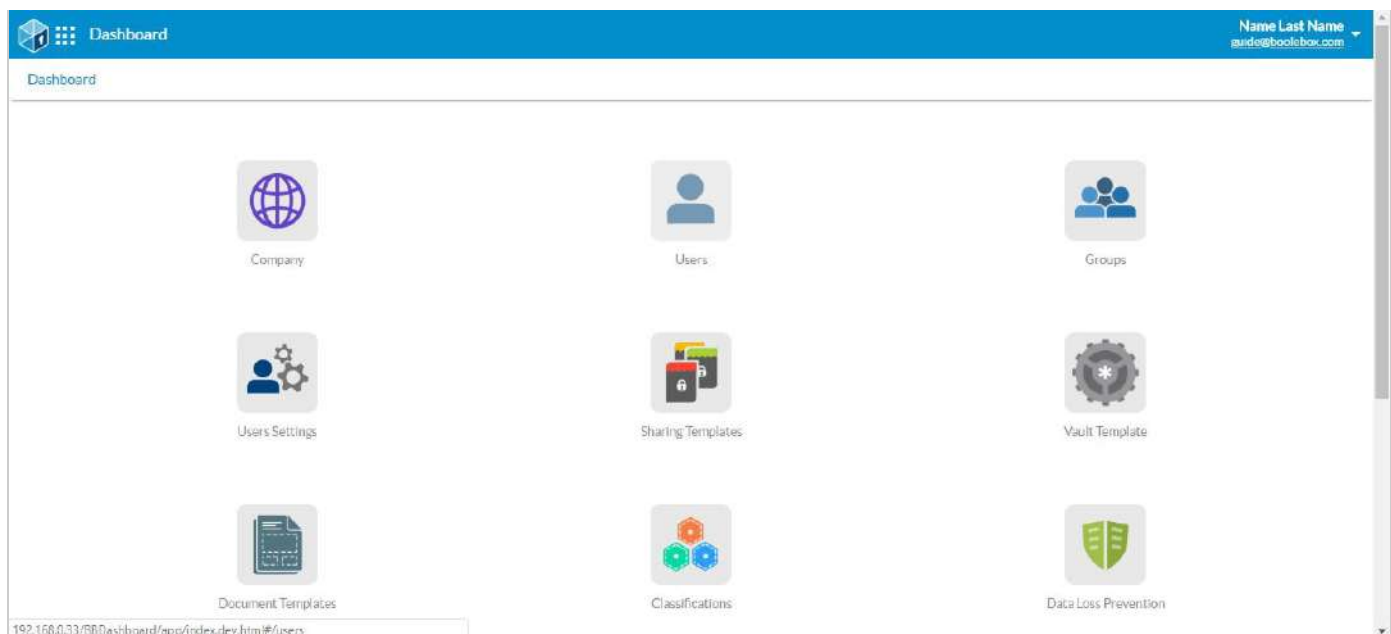 Dashboard
Name Last Name
guide@boolebox.com
Dashboard
Company
Users
Groups
Users Settings
Sharing Templates
Vault Template
Document Templates
Classifications
Data Loss Prevention
192.168.0.33/BBDashboard/app/index.dev.html#/users